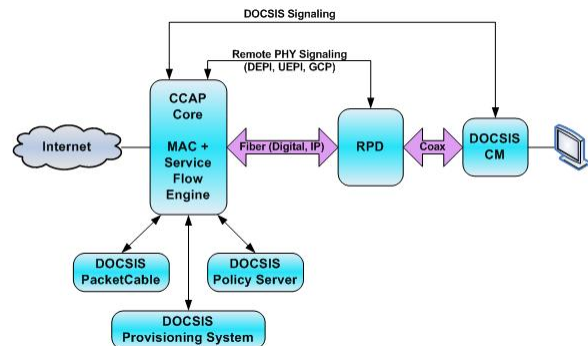 DOCSIS Signaling
Remote PHY Signaling
(DEPI, UEPI, GCP)
CCAP
Core
MAC +
Service
Flow
Engine
Internet
Fiber (Digital, IP)
RPD
Coax
DOCSIS
CM
DOCSIS
PacketCable
DOCSIS
Policy Server
DOCSIS
Provisioning System